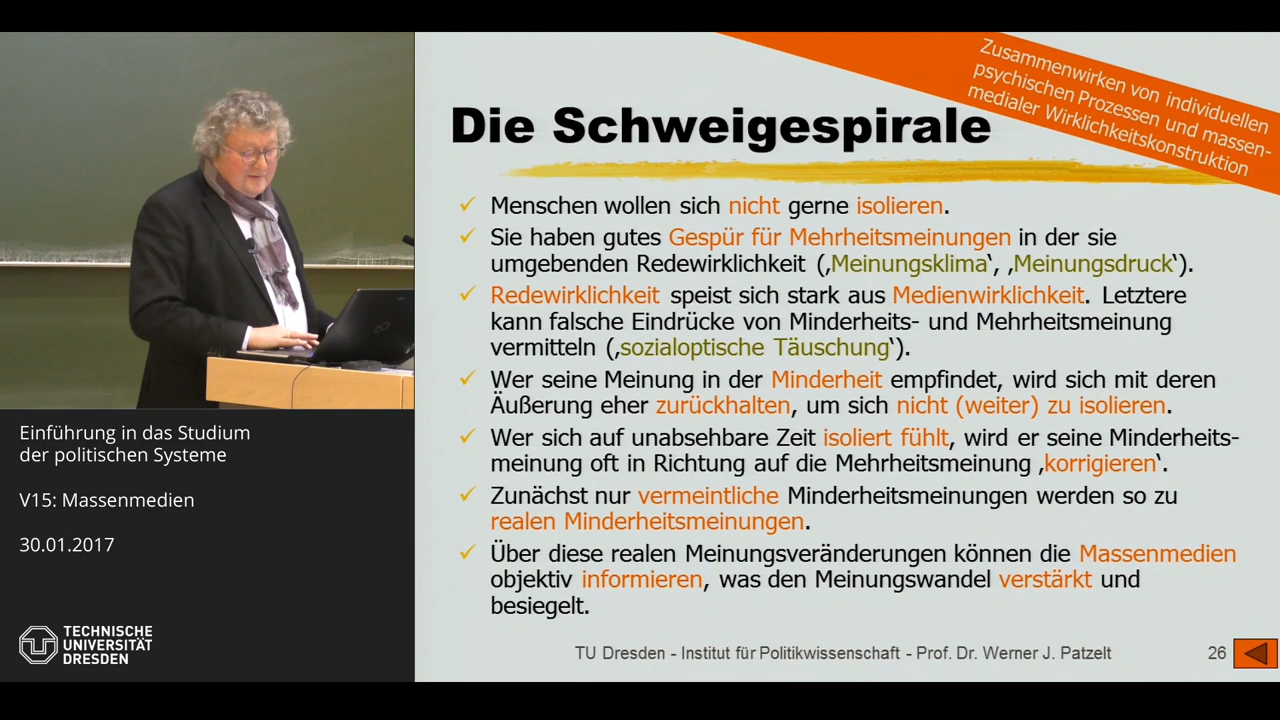 Zusammenwirken von individuellen
psychischen Prozessen und massen-
medialer Wirklichkeitskonstruktion
Die Schweigespirale
✓ Menschen wollen sich nicht gerne isolieren.
✓ Sie haben gutes Gespür für Mehrheitsmeinungen in der sie
umgebenden Redewirklichkeit (‚Meinungsklima‘, ‚Meinungsdruck‘).
✓ Redewirklichkeit speist sich stark aus Medienwirklichkeit. Letztere
kann falsche Eindrücke von Minderheits- und Mehrheitsmeinung
vermitteln (‚sozialoptische Täuschung‘).
✓ Wer seine Meinung in der Minderheit empfindet, wird sich mit deren
Äußerung eher zurückhalten, um sich nicht (weiter) zu isolieren.
✓ Wer sich auf unabsehbare Zeit isoliert fühlt, wird er seine Minderheits-
meinung oft in Richtung auf die Mehrheitsmeinung ‚korrigieren‘.
✓ Zunächst nur vermeintliche Minderheitsmeinungen werden so zu
realen Minderheitsmeinungen.
✓ Über diese realen Meinungsveränderungen können die Massenmedien
objektiv informieren, was den Meinungswandel verstärkt und
besiegelt.
TU Dresden - Institut für Politikwissenschaft - Prof. Dr. Werner J. Patzelt
26
Einführung in das Studium
der politischen Systeme
V15: Massenmedien
30.01.2017
TECHNISCHE
UNIVERSITÄT
DRESDEN